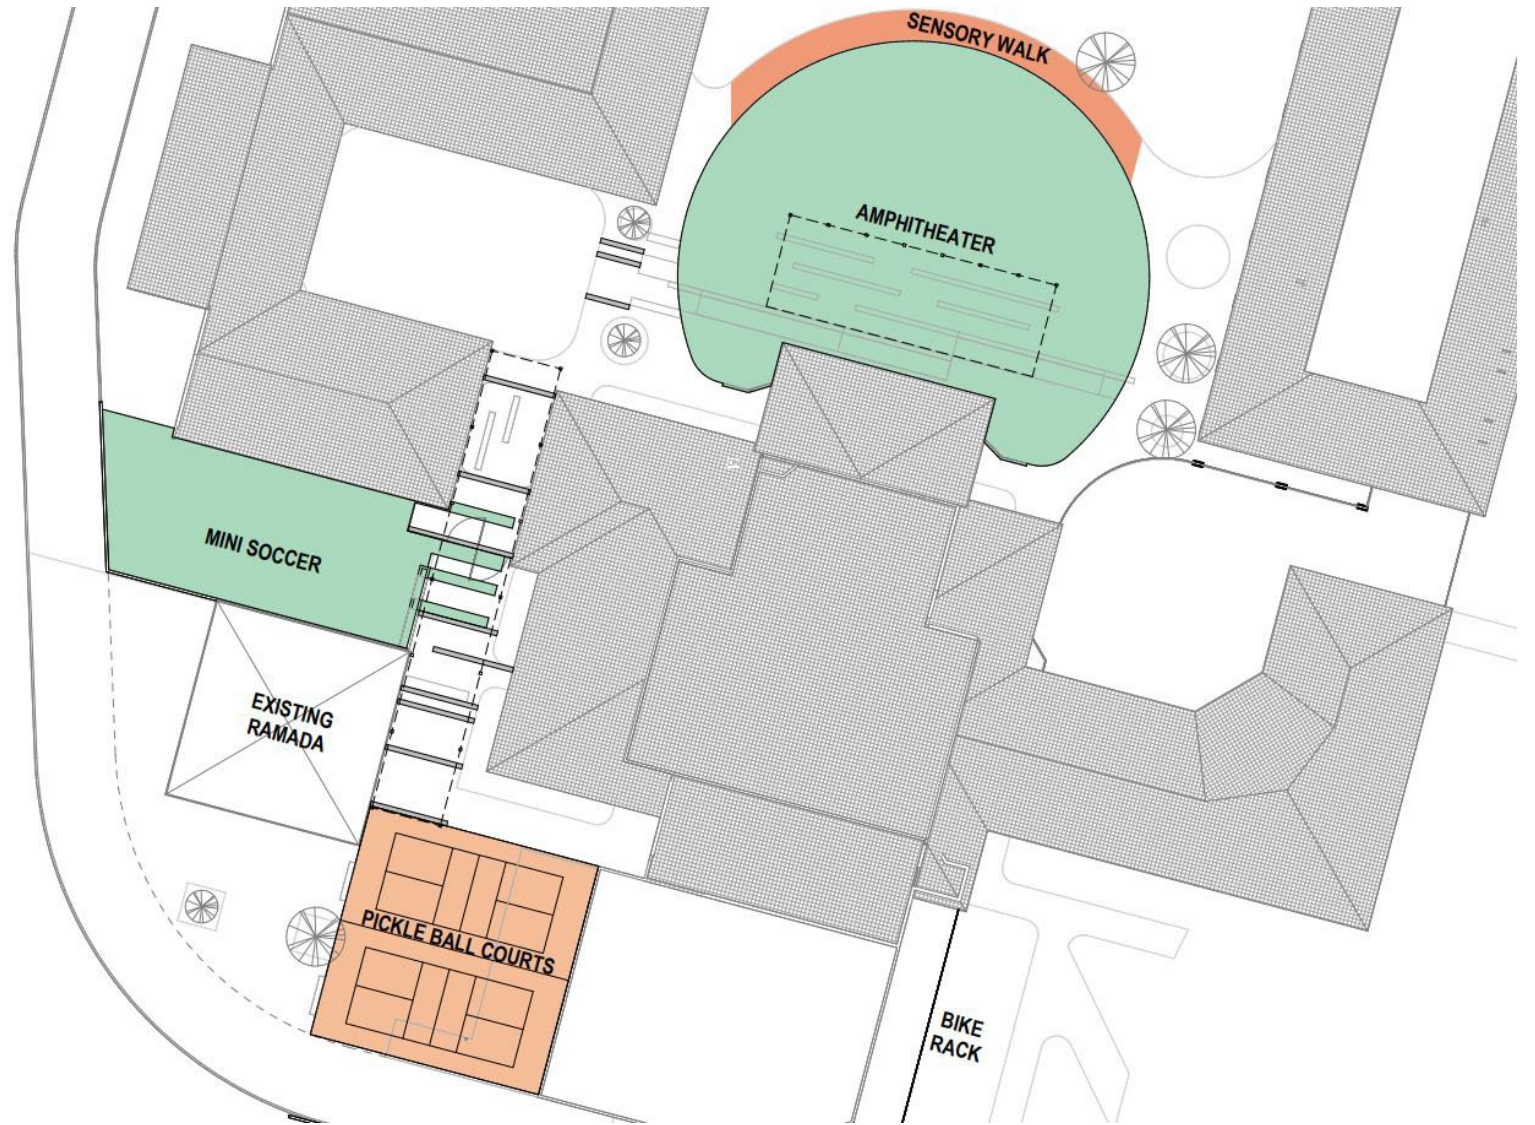 SENSORY WALK
AMPHITHEATER
MINI SOCCER
EXISTING
RAMADA
PICKLE BALL COURTS
BIKE
RACK